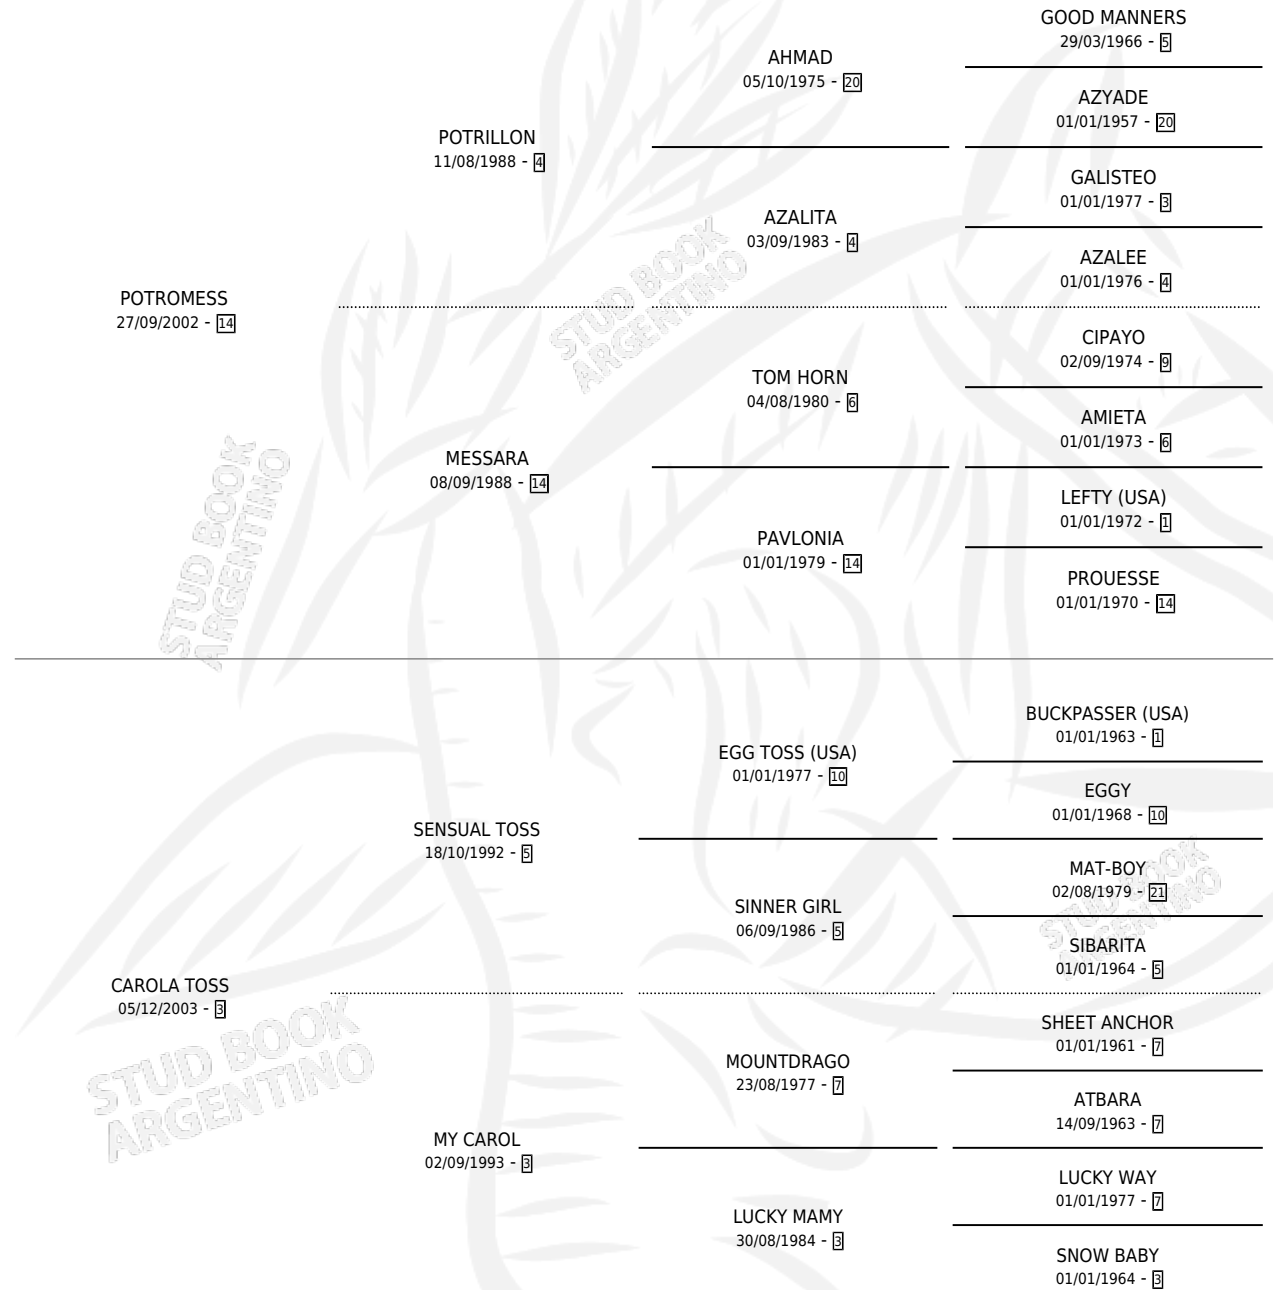 GOOD MANNERS
29/03/1966 - 5
AHMAD
05/10/1975 - 20
AZYADE
01/01/1957 - 20
POTRILLON
11/08/1988 - 4
GALISTEO
01/01/1977 - 3
AZALITA
03/09/1983 - 4
AZALEE
01/01/1976 - 4
POTROMESS
27/09/2002 - 14
CIPAYO
02/09/1974 - 9
TOM HORN
04/08/1980 - 6
AMIETA
01/01/1973 - 6
MESSARA
08/09/1988 - 14
LEFTY (USA)
01/01/1972 - 1
PAVLONIA
01/01/1979 - 14
PROUESSE
01/01/1970 - 14
BUCKPASSER (USA)
01/01/1963 - 1
EGG TOSS (USA)
01/01/1977 - 10
EGGY
01/01/1968 - 10
SENSUAL TOSS
18/10/1992 - 5
MAT-BOY
02/08/1979 - 21
SINNER GIRL
06/09/1986 - 5
SIBARITA
01/01/1964 - 5
CAROLA TOSS
05/12/2003 - 3
SHEET ANCHOR
01/01/1961 - 7
MOUNTDRAGO
23/08/1977 - 7
ATBARA
14/09/1963 - 7
MY CAROL
02/09/1993 - 3
LUCKY WAY
01/01/1977 - 7
LUCKY MAMY
30/08/1984 - 3
SNOW BABY
01/01/1964 - 3
STUD BOOK
ARGENTINO
STUD BOOK
ARGENTINO
STUD BOOK
ARGENTINO
STUD BOOK
ARGENTINO